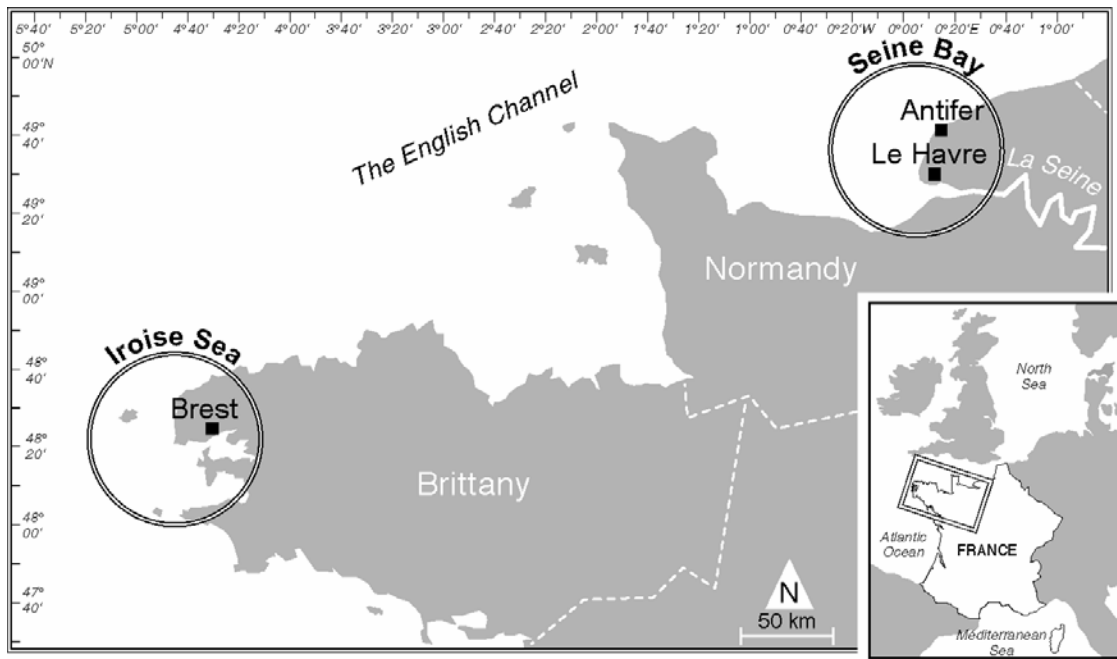 5°40' 5°20' 5°00' 4°40' 4°20' 4°00' 3°40' 3°20' 3°00' 2°40' 2°20' 2°00' 1°40' 1°20' 1°00' 0°40' 0°20'W 0°00' 0°20'E 0°40' 1°00'
50°
00'N
Seine Bay
Antifer
49°
40'
The English Channel
Le Havre
La Seine
49°
20'
Normandy
49°
00'
Iroise Sea
48°
40'
North
Sea
Brest
48°
20'
Brittany
48°
00'
Atlantic
Ocean
FRANCE
47°
40'
N
50 km
Mediterranean
Sea